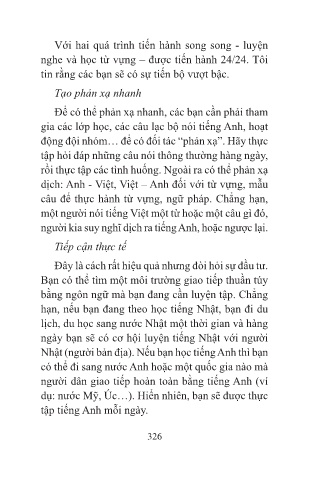 Với hai quá trình tiến hành song song - luyện
nghe và học từ vựng – được tiến hành 24/24. Tôi
tin rằng các bạn sẽ có sự tiến bộ vượt bậc.
Tạo phản xạ nhanh
Để có thể phản xạ nhanh, các bạn cần phải tham
gia các lớp học, các câu lạc bộ nói tiếng Anh, hoạt
động đội nhóm… để có đối tác “phản xạ”. Hãy thực
tập hỏi đáp những câu nói thông thường hàng ngày,
rồi thực tập các tình huống. Ngoài ra có thể phản xạ
dịch: Anh - Việt, Việt – Anh đối với từ vựng, mẫu
câu để thực hành từ vựng, ngữ pháp. Chẳng hạn,
một người nói tiếng Việt một từ hoặc một câu gì đó,
người kia suy nghĩ dịch ra tiếng Anh, hoặc ngược lại.
Tiếp cận thực tế
Đây là cách rất hiệu quả nhưng đòi hỏi sự đầu tư.
Bạn có thể tìm một môi trường giao tiếp thuần túy
bằng ngôn ngữ mà bạn đang cần luyện tập. Chẳng
hạn, nếu bạn đang theo học tiếng Nhật, bạn đi du
lịch, du học sang nước Nhật một thời gian và hàng
ngày bạn sẽ có cơ hội luyện tiếng Nhật với người
Nhật (người bản địa). Nếu bạn học tiếng Anh thì bạn
có thể đi sang nước Anh hoặc một quốc gia nào mà
người dân giao tiếp hoàn toàn bằng tiếng Anh (ví
dụ: nước Mỹ, Úc…). Hiển nhiên, bạn sẽ được thực
tập tiếng Anh mỗi ngày.
326